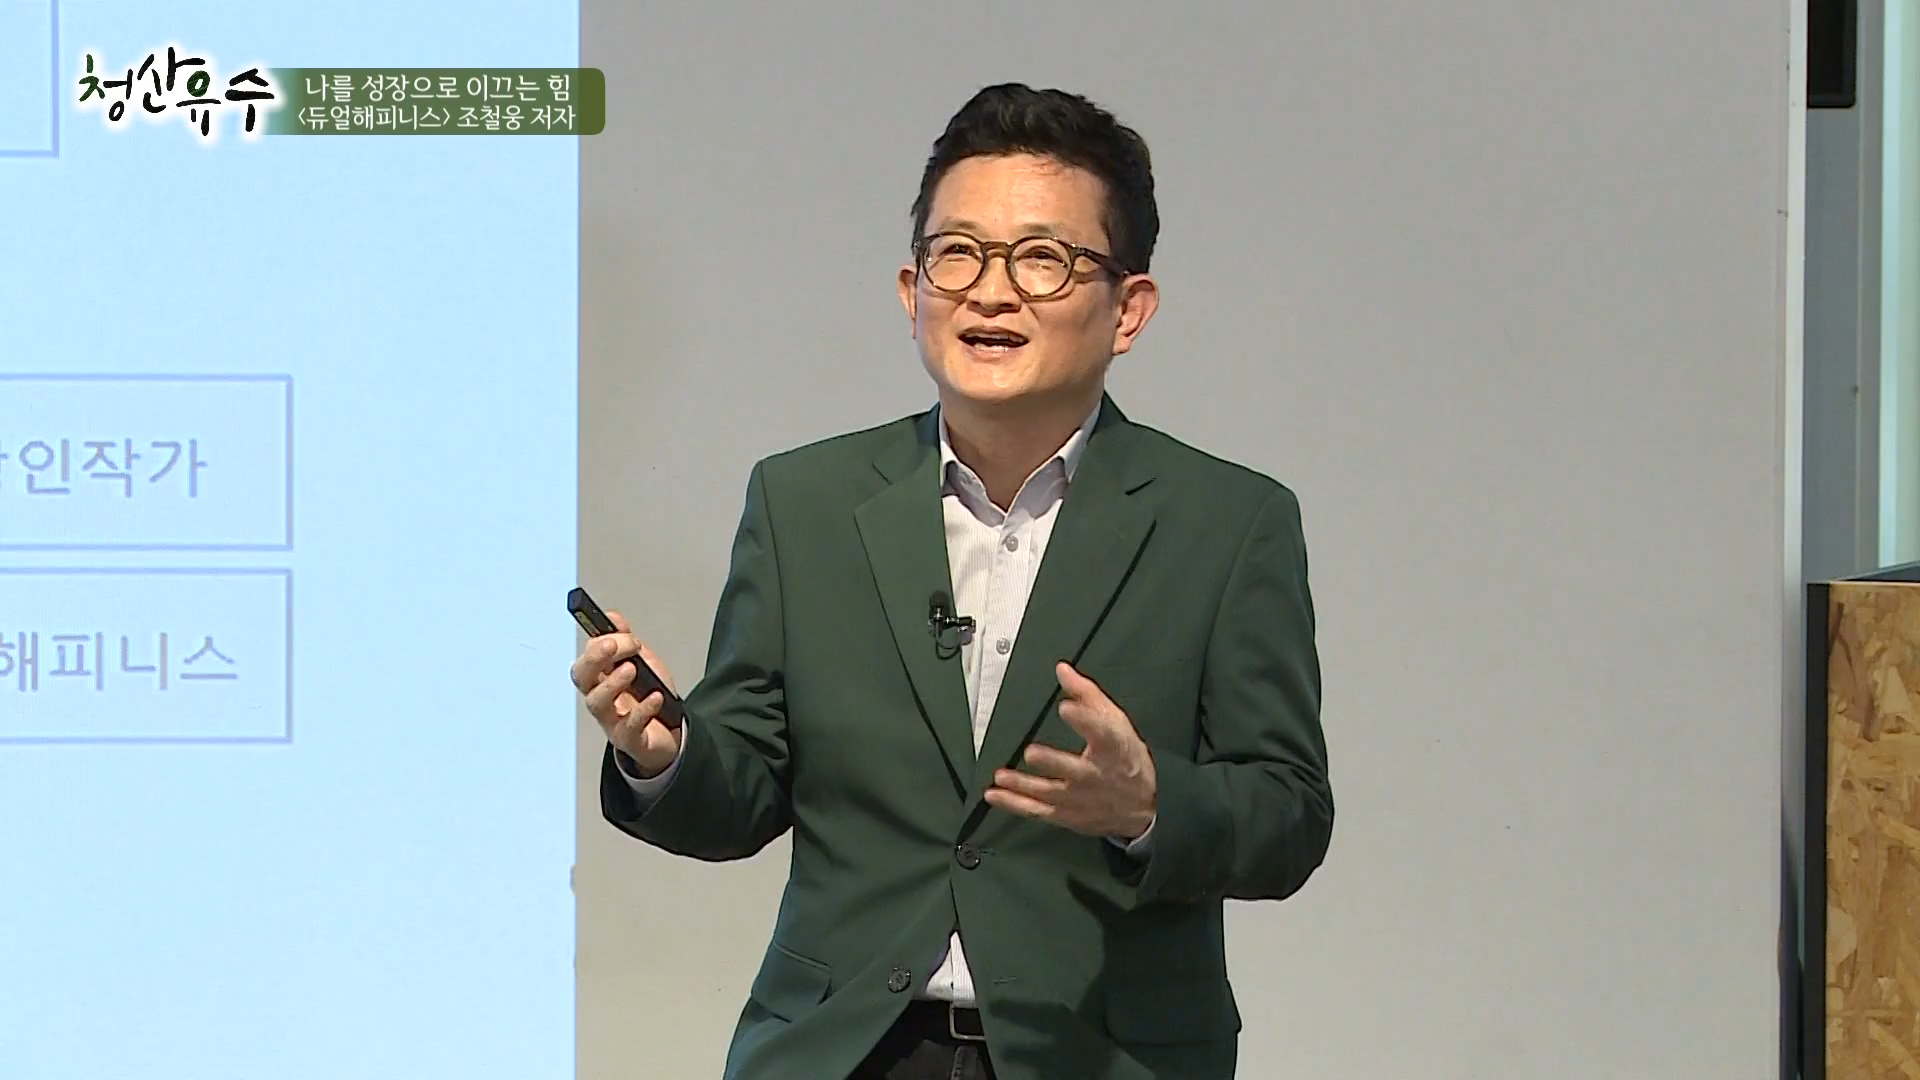 청산유수
나를 성장으로 이끄는 힘
<듀얼해피니스> 조철웅 저자
인작가
해피니스